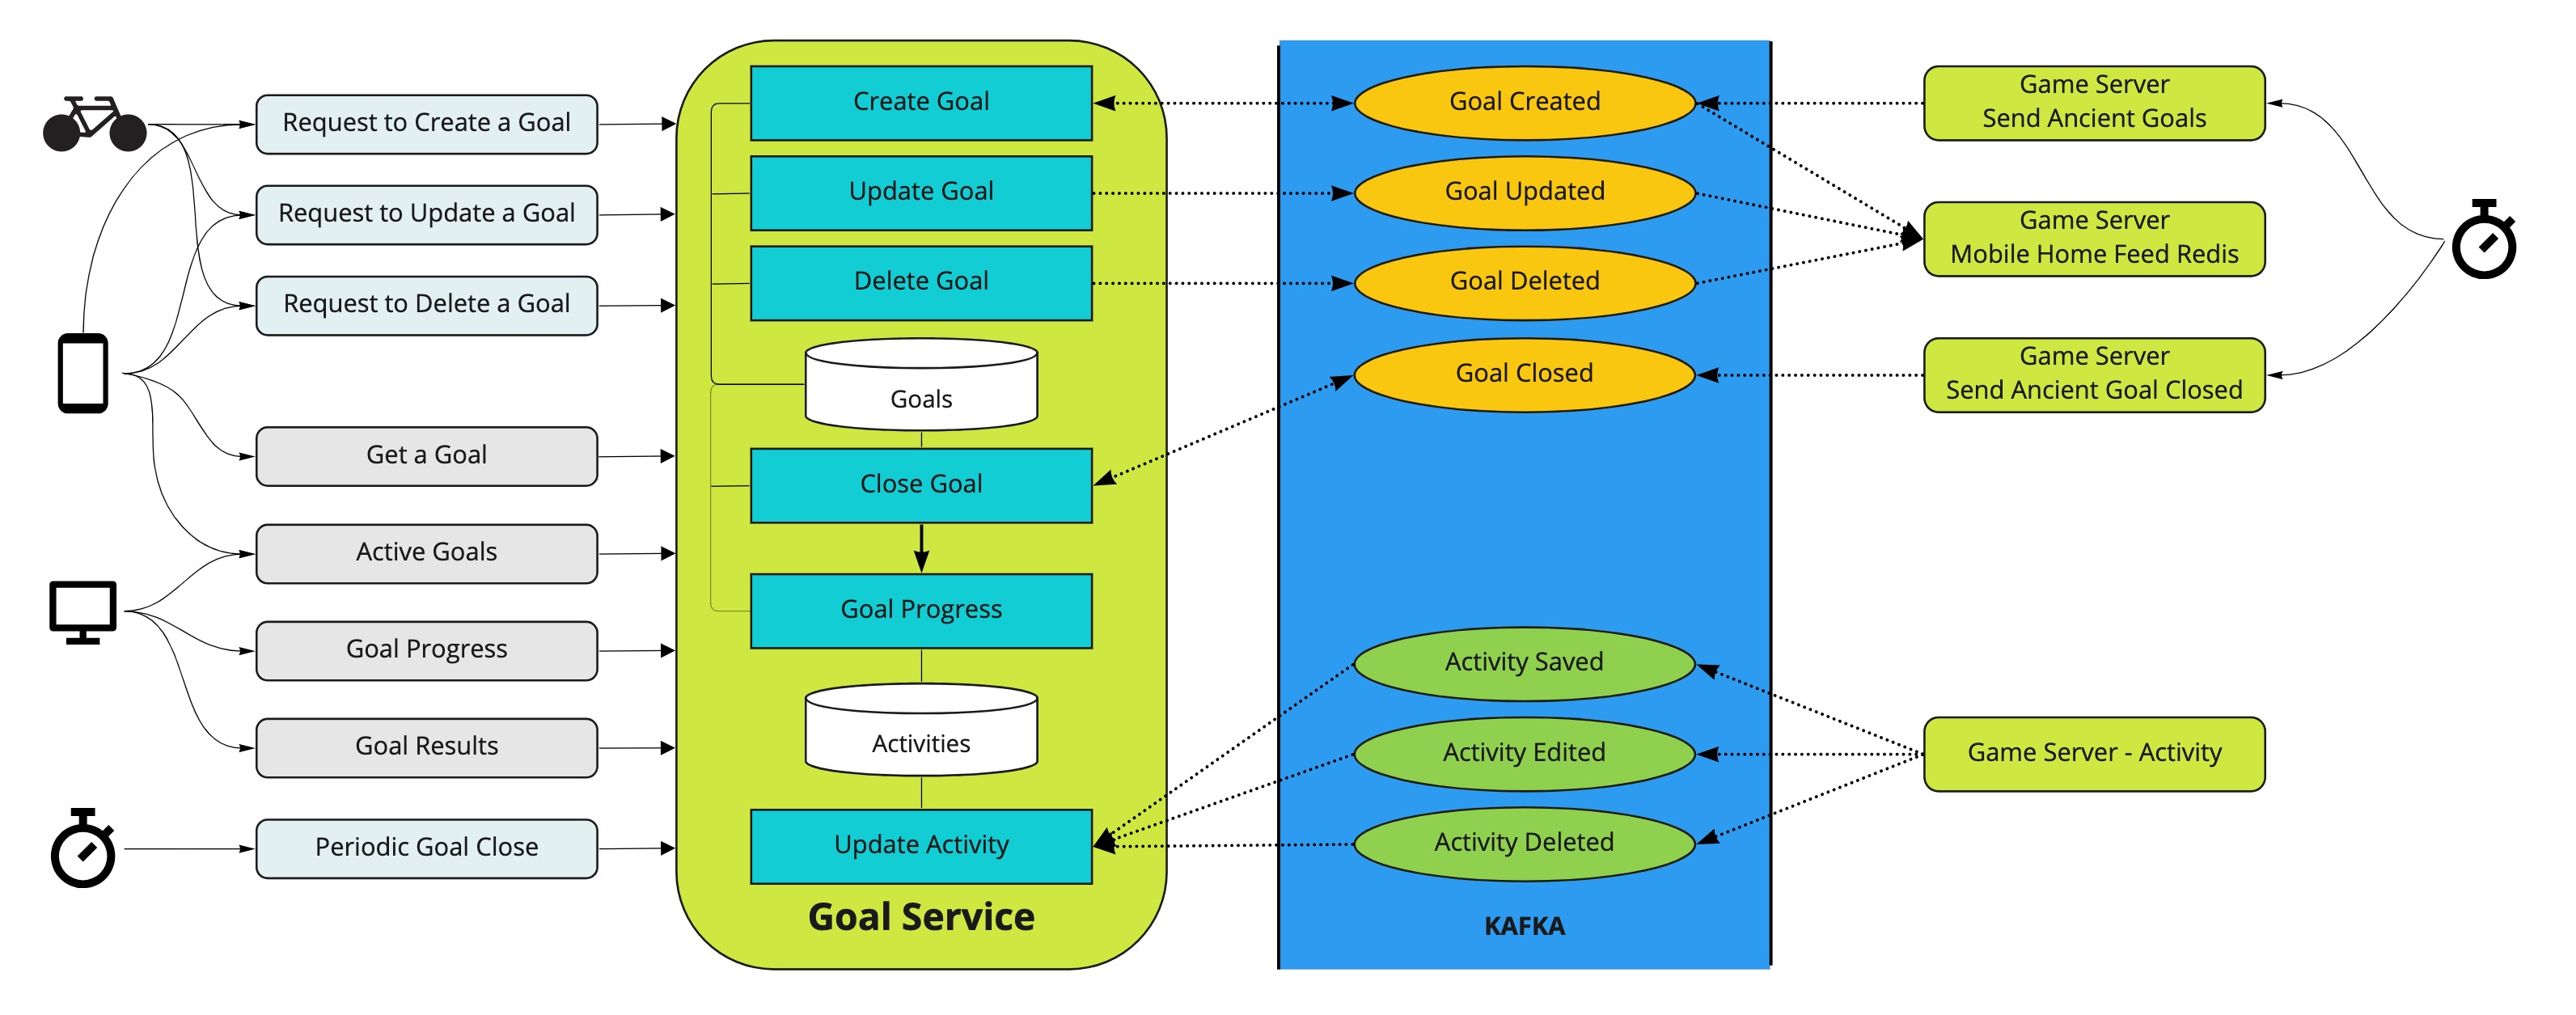 Request to Create a Goal
Request to Update a Goal
Request to Delete a Goal
Get a Goal
Active Goals
Goal Progress
Goal Results
Periodic Goal Close
Create Goal
Update Goal
Delete Goal
Goals
Close Goal
Goal Progress
Activities
Update Activity
Goal Service
Goal Created
Goal Updated
Goal Deleted
Goal Closed
Activity Saved
Activity Edited
Activity Deleted
KAFKA
Game Server
Send Ancient Goals
Game Server
Mobile Home Feed Redis
Game Server
Send Ancient Goal Closed
Game Server - Activity